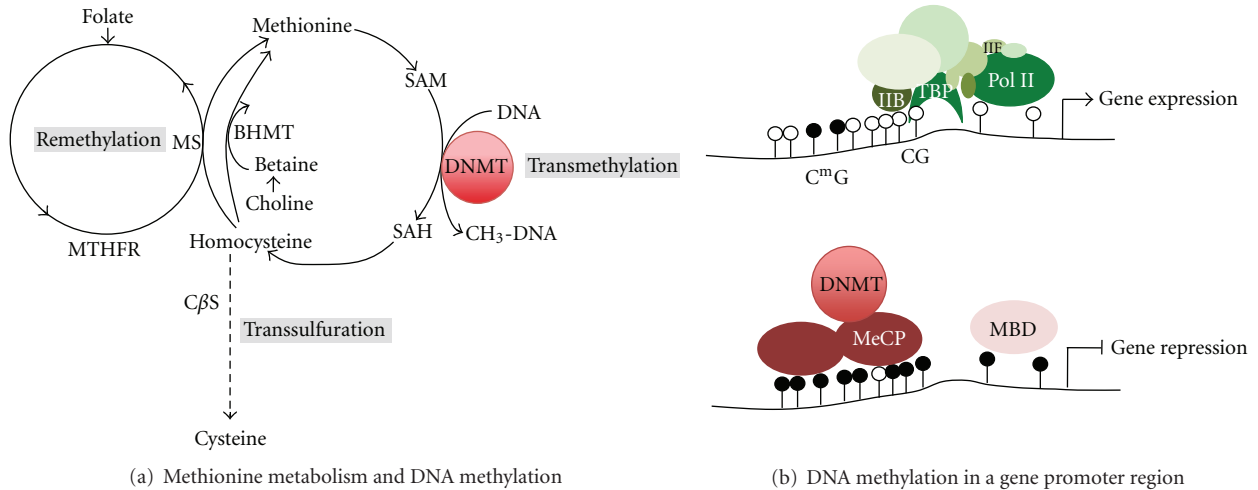 Folate
Methionine
SAM
DNA
Remethylation
MS
BHMT
Betaine
Choline
DNMT
Transmethylation
MTHFR
Homocysteine
SAH
CH₃-DNA
CβS
Transsulfuration
Cysteine
(a) Methionine metabolism and DNA methylation
IIF
IIB
TBP
Pol II
Gene expression
CG
CᵐG
DNMT
MeCP
MBD
Gene repression
(b) DNA methylation in a gene promoter region